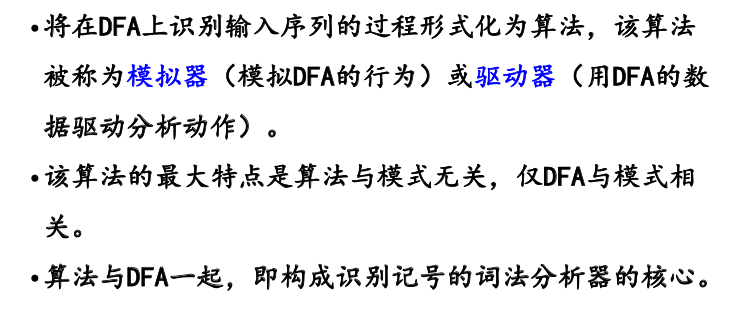 •将在DFA上识别输入序列的过程形式化为算法，该算法
被称为模拟器（模拟DFA的行为）或驱动器（用DFA的数
据驱动分析动作）。
•该算法的最大特点是算法与模式无关，仅DFA与模式相
关。
•算法与DFA一起，即构成识别记号的词法分析器的核心。